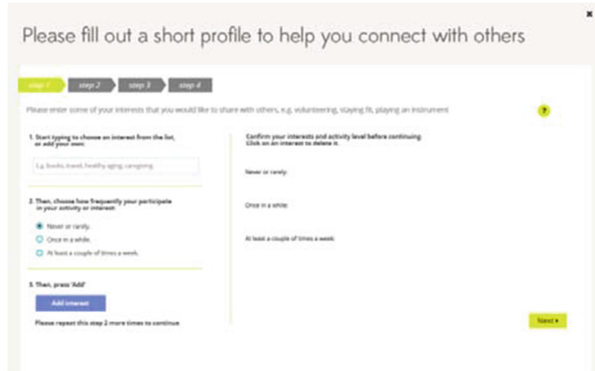 Please fill out a short profile to help you connect with others
step 1 step 2 step 3 step 4
Please enter some of your interests that you would like to share with others, e.g. volunteering, staying fit, playing an instrument
?
1. Start typing to choose an interest from the list,
or add your own:
E.g. books, travel, healthy aging, caregiving
2. Then, choose how frequently your participate
in your activity or interest:
Never or rarely.
Once in a while.
At least a couple of times a week.
3. Then, press 'Add'
Add interest
Please repeat this step 2 more times to continue
Confirm your interests and activity level before continuing
Click on an interest to delete it.
Never or rarely.
Once in a while.
At least a couple of times a week.
Next